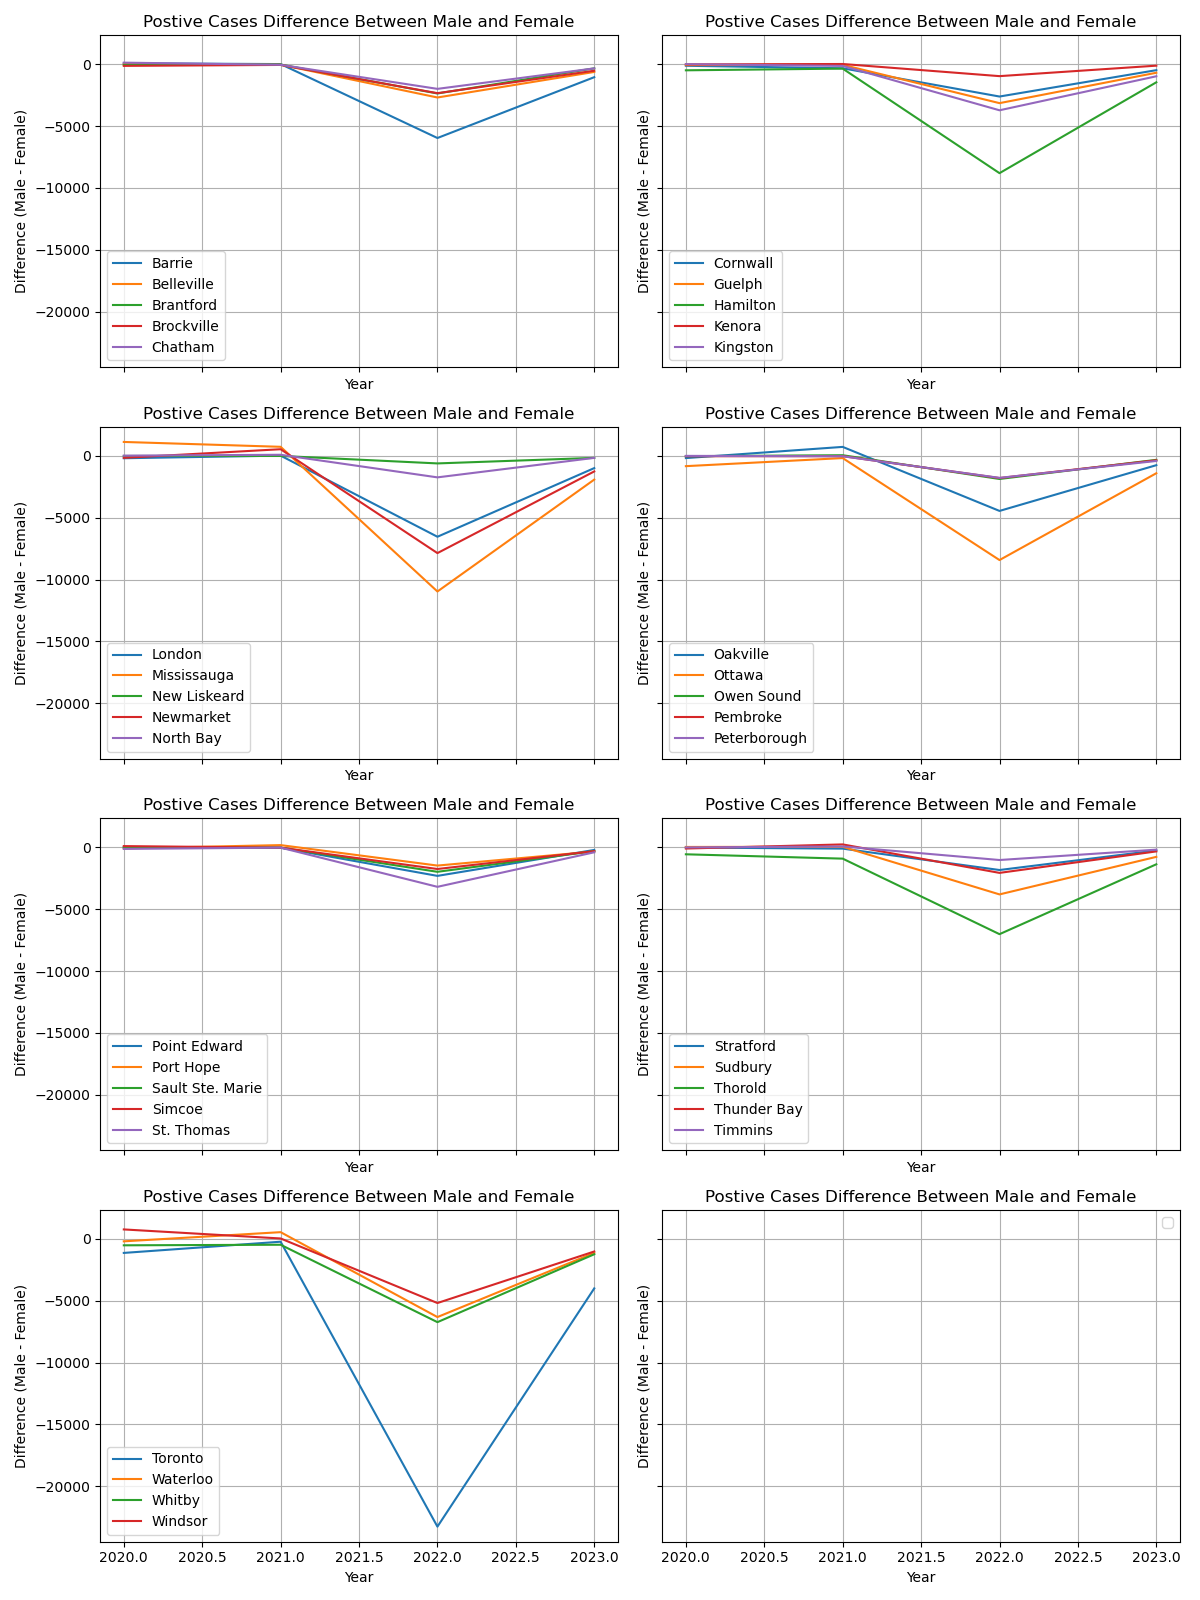 Postive Cases Difference Between Male and Female
0
−5000
−10000
−15000
−20000
Difference (Male - Female)
Barrie
Belleville
Brantford
Brockville
Chatham
Year
Postive Cases Difference Between Male and Female
Difference (Male - Female)
Cornwall
Guelph
Hamilton
Kenora
Kingston
Year
Postive Cases Difference Between Male and Female
0
−5000
−10000
−15000
−20000
Difference (Male - Female)
London
Mississauga
New Liskeard
Newmarket
North Bay
Year
Postive Cases Difference Between Male and Female
Difference (Male - Female)
Oakville
Ottawa
Owen Sound
Pembroke
Peterborough
Year
Postive Cases Difference Between Male and Female
0
−5000
−10000
−15000
−20000
Difference (Male - Female)
Point Edward
Port Hope
Sault Ste. Marie
Simcoe
St. Thomas
Year
Postive Cases Difference Between Male and Female
Difference (Male - Female)
Stratford
Sudbury
Thorold
Thunder Bay
Timmins
Year
Postive Cases Difference Between Male and Female
0
−5000
−10000
−15000
−20000
Difference (Male - Female)
Toronto
Waterloo
Whitby
Windsor
2020.0 2020.5 2021.0 2021.5 2022.0 2022.5 2023.0
Year
Postive Cases Difference Between Male and Female
Difference (Male - Female)
2020.0 2020.5 2021.0 2021.5 2022.0 2022.5 2023.0
Year